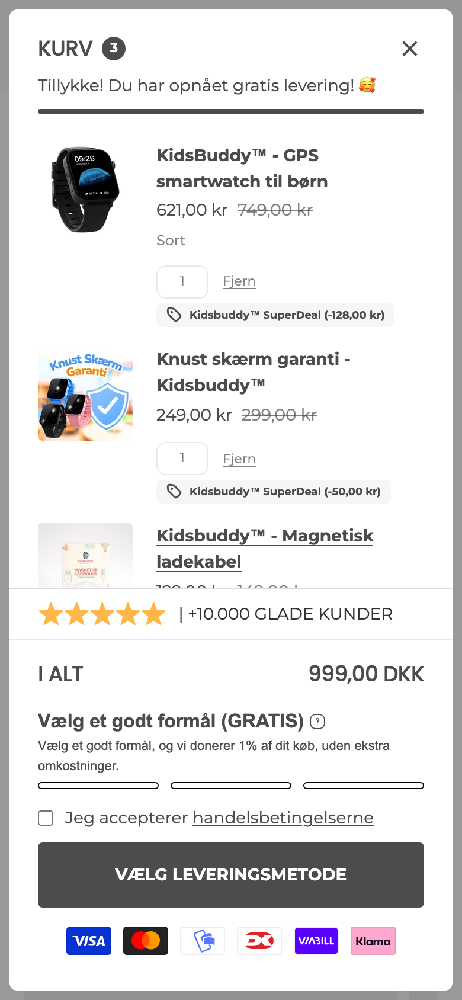 KURV 3
Tillykke! Du har opnået gratis levering! 🥰
09:26
KidsBuddy™ - GPS
smartwatch til børn
621,00 kr 749,00 kr
Sort
1 Fjern
Kidsbuddy™ SuperDeal (-128,00 kr)
Knust Skærm
Garanti
Knust skærm garanti -
Kidsbuddy™
249,00 kr 299,00 kr
1 Fjern
Kidsbuddy™ SuperDeal (-50,00 kr)
KidsBuddy™
MAGNETISK
LADEKABEL
Kidsbuddy™ - Magnetisk
ladekabel
| +10.000 GLADE KUNDER
I ALT 999,00 DKK
Vælg et godt formål (GRATIS) ?
Vælg et godt formål, og vi donerer 1% af dit køb, uden ekstra
omkostninger.
Jeg accepterer handelsbetingelserne
VÆLG LEVERINGSMETODE
VISA DK VIABILL Klarna